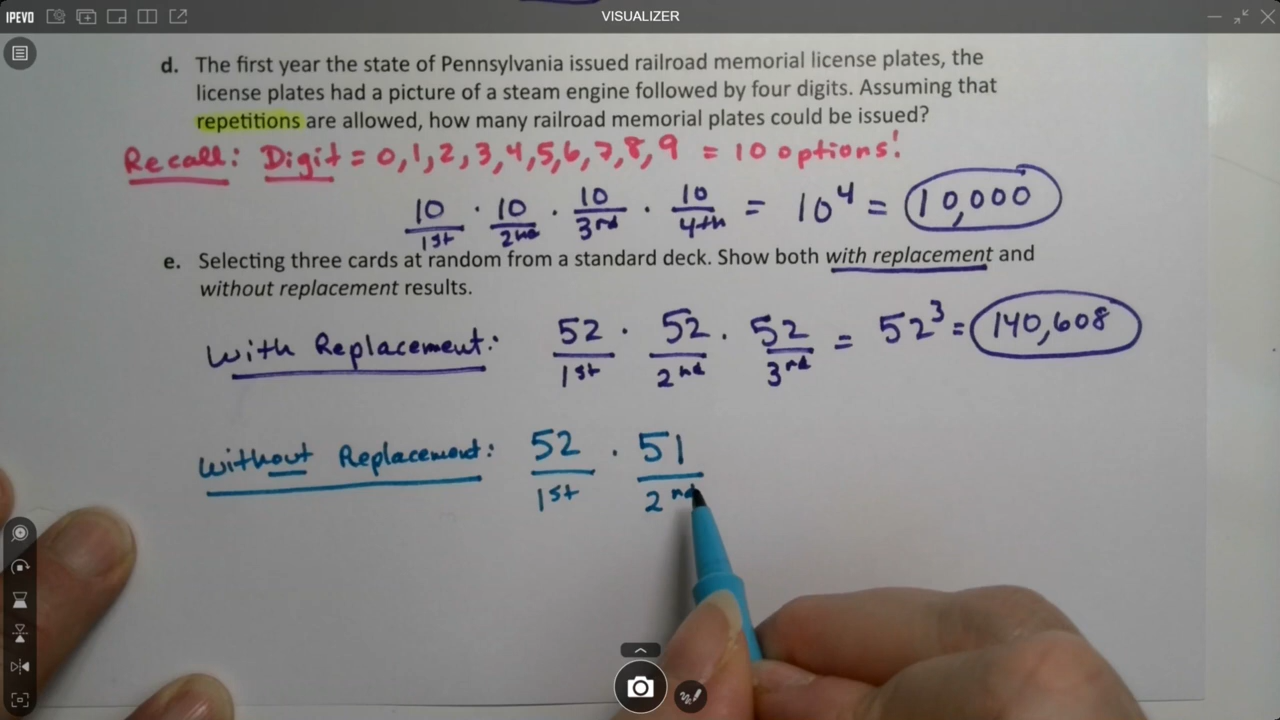 IPEVO
VISUALIZER
d. The first year the state of Pennsylvania issued railroad memorial license plates, the
license plates had a picture of a steam engine followed by four digits. Assuming that
repetitions are allowed, how many railroad memorial plates could be issued?
Recall: Digit = 0,1,2,3,4,5,6,7,8,9 = 10 options!
10 · 10 · 10 · 10 = 10⁴ = 10,000
1st 2nd 3rd 4th
e. Selecting three cards at random from a standard deck. Show both with replacement and
without replacement results.
With Replacement: 52 · 52 · 52 = 52³ = 140,608
1st 2nd 3rd
Without Replacement: 52 · 51
1st 2nd